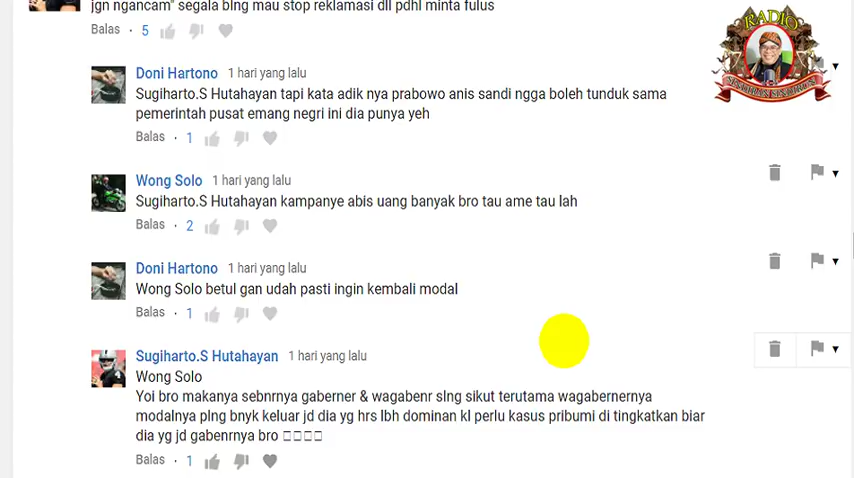 jgn ngancam" segala blng mau stop reklamasi dll pdhl minta fulus
Balas · 5
Doni Hartono 1 hari yang lalu
Sugiharto.S Hutahayan tapi kata adik nya prabowo anis sandi ngga boleh tunduk sama
pemerintah pusat emang negri ini dia punya yeh
Balas · 1
Wong Solo 1 hari yang lalu
Sugiharto.S Hutahayan kampanye abis uang banyak bro tau ame tau lah
Balas · 2
Doni Hartono 1 hari yang lalu
Wong Solo betul gan udah pasti ingin kembali modal
Balas · 1
Sugiharto.S Hutahayan 1 hari yang lalu
Wong Solo
Yoi bro makanya sebnrnya gaberner & wagabenr slng sikut terutama wagabernernya
modalnya plng bnyk keluar jd dia yg hrs lbh dominan kl perlu kasus pribumi di tingkatkan biar
dia yg jd gabenrnya bro □□□□
Balas · 1
RADIO